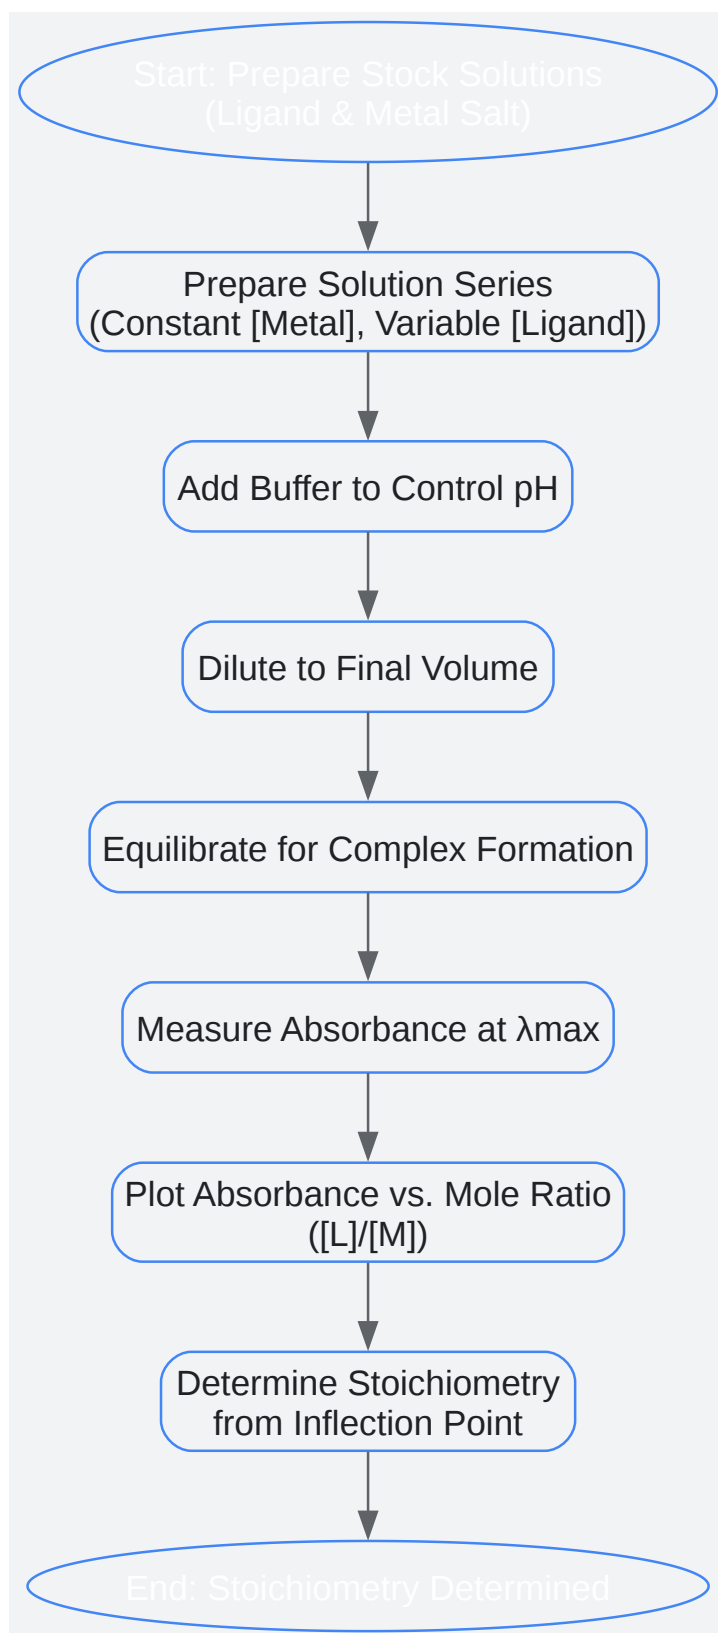 Start: Prepare Stock Solutions
(Ligand & Metal Salt)
Prepare Solution Series
(Constant [Metal], Variable [Ligand])
Add Buffer to Control pH
Dilute to Final Volume
Equilibrate for Complex Formation
Measure Absorbance at λmax
Plot Absorbance vs. Mole Ratio
([L]/[M])
Determine Stoichiometry
from Inflection Point
End: Stoichiometry Determined